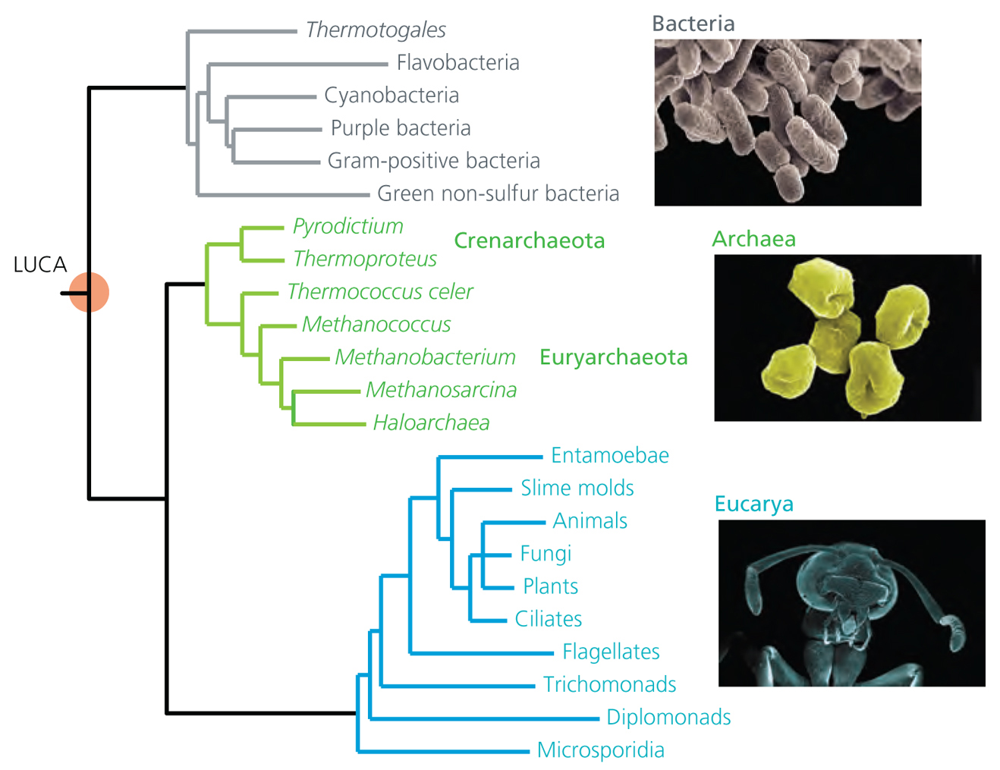 Thermotogales
Bacteria
Flavobacteria
Cyanobacteria
Purple bacteria
Gram-positive bacteria
Green non-sulfur bacteria
Pyrodictium
Crenarchaeota
Archaea
Thermoproteus
LUCA
Thermococcus celer
Methanococcus
Methanobacterium
Euryarchaeota
Methanosarcina
Haloarchaea
Entamoebae
Slime molds
Eucarya
Animals
Fungi
Plants
Ciliates
Flagellates
Trichomonads
Diplomonads
Microsporidia